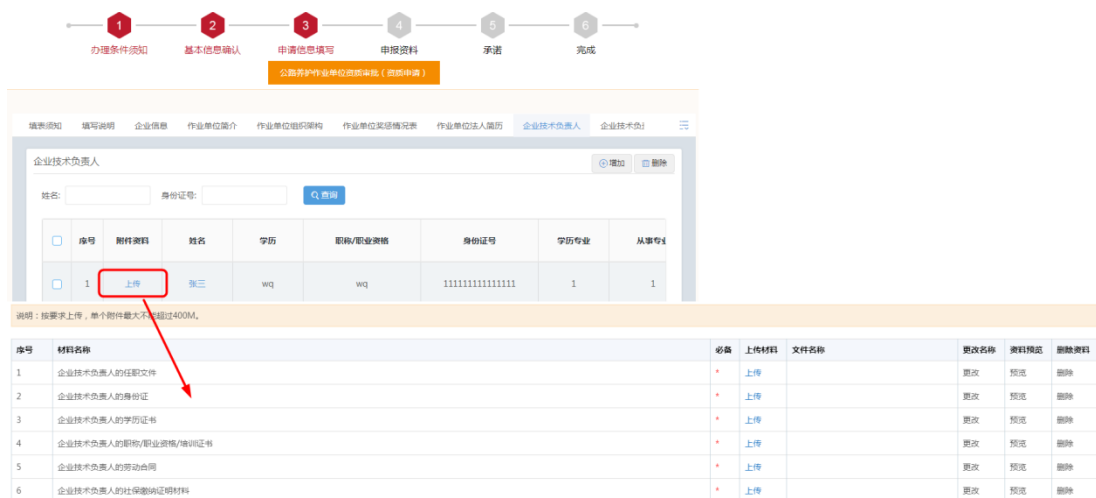 1 2 3 4 5 6
办理条件须知 基本信息确认 申请信息填写 申报资料 承诺 完成
公路养护作业单位资质审批(资质申请)
填表须知 填写说明 企业信息 作业单位简介 作业单位组织架构 作业单位奖惩情况表 作业单位法人简历 企业技术负责人 企业技术负
企业技术负责人 增加 删除
姓名: 身份证号: 查询
序号 附件资料 姓名 学历 职称/职业资格 身份证号 学历专业 从事专业
1 上传 张三 wq wq 111111111111111 1 1
说明:按要求上传,单个附件最大不能超过400M。
序号 材料名称 必备 上传材料 文件名称 更改名称 资料预览 删除资料
1 企业技术负责人的任职文件 * 上传 更改 预览 删除
2 企业技术负责人的身份证 * 上传 更改 预览 删除
3 企业技术负责人的学历证书 * 上传 更改 预览 删除
4 企业技术负责人的职称/职业资格/培训证书 * 上传 更改 预览 删除
5 企业技术负责人的劳动合同 * 上传 更改 预览 删除
6 企业技术负责人的社保缴纳证明材料 * 上传 更改 预览 删除